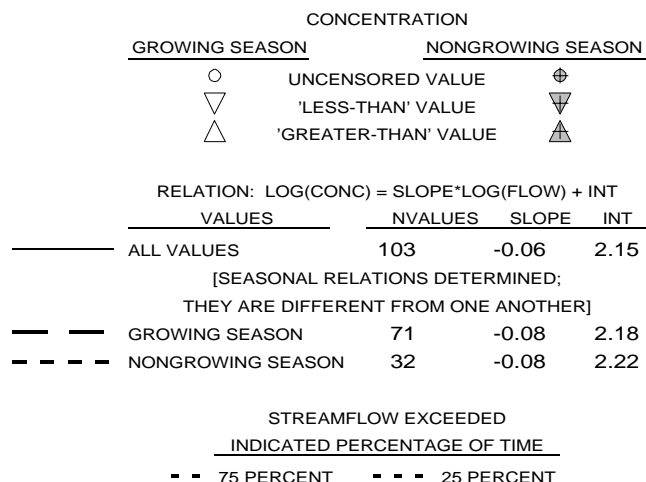 CONCENTRATION
GROWING SEASON NONGROWING SEASON
UNCENSORED VALUE
'LESS-THAN' VALUE
'GREATER-THAN' VALUE
RELATION: LOG(CONC) = SLOPE*LOG(FLOW) + INT
VALUES NVALUES SLOPE INT
ALL VALUES 103 -0.06 2.15
[SEASONAL RELATIONS DETERMINED;
THEY ARE DIFFERENT FROM ONE ANOTHER]
GROWING SEASON 71 -0.08 2.18
NONGROWING SEASON 32 -0.08 2.22
STREAMFLOW EXCEEDED
INDICATED PERCENTAGE OF TIME
75 PERCENT 25 PERCENT